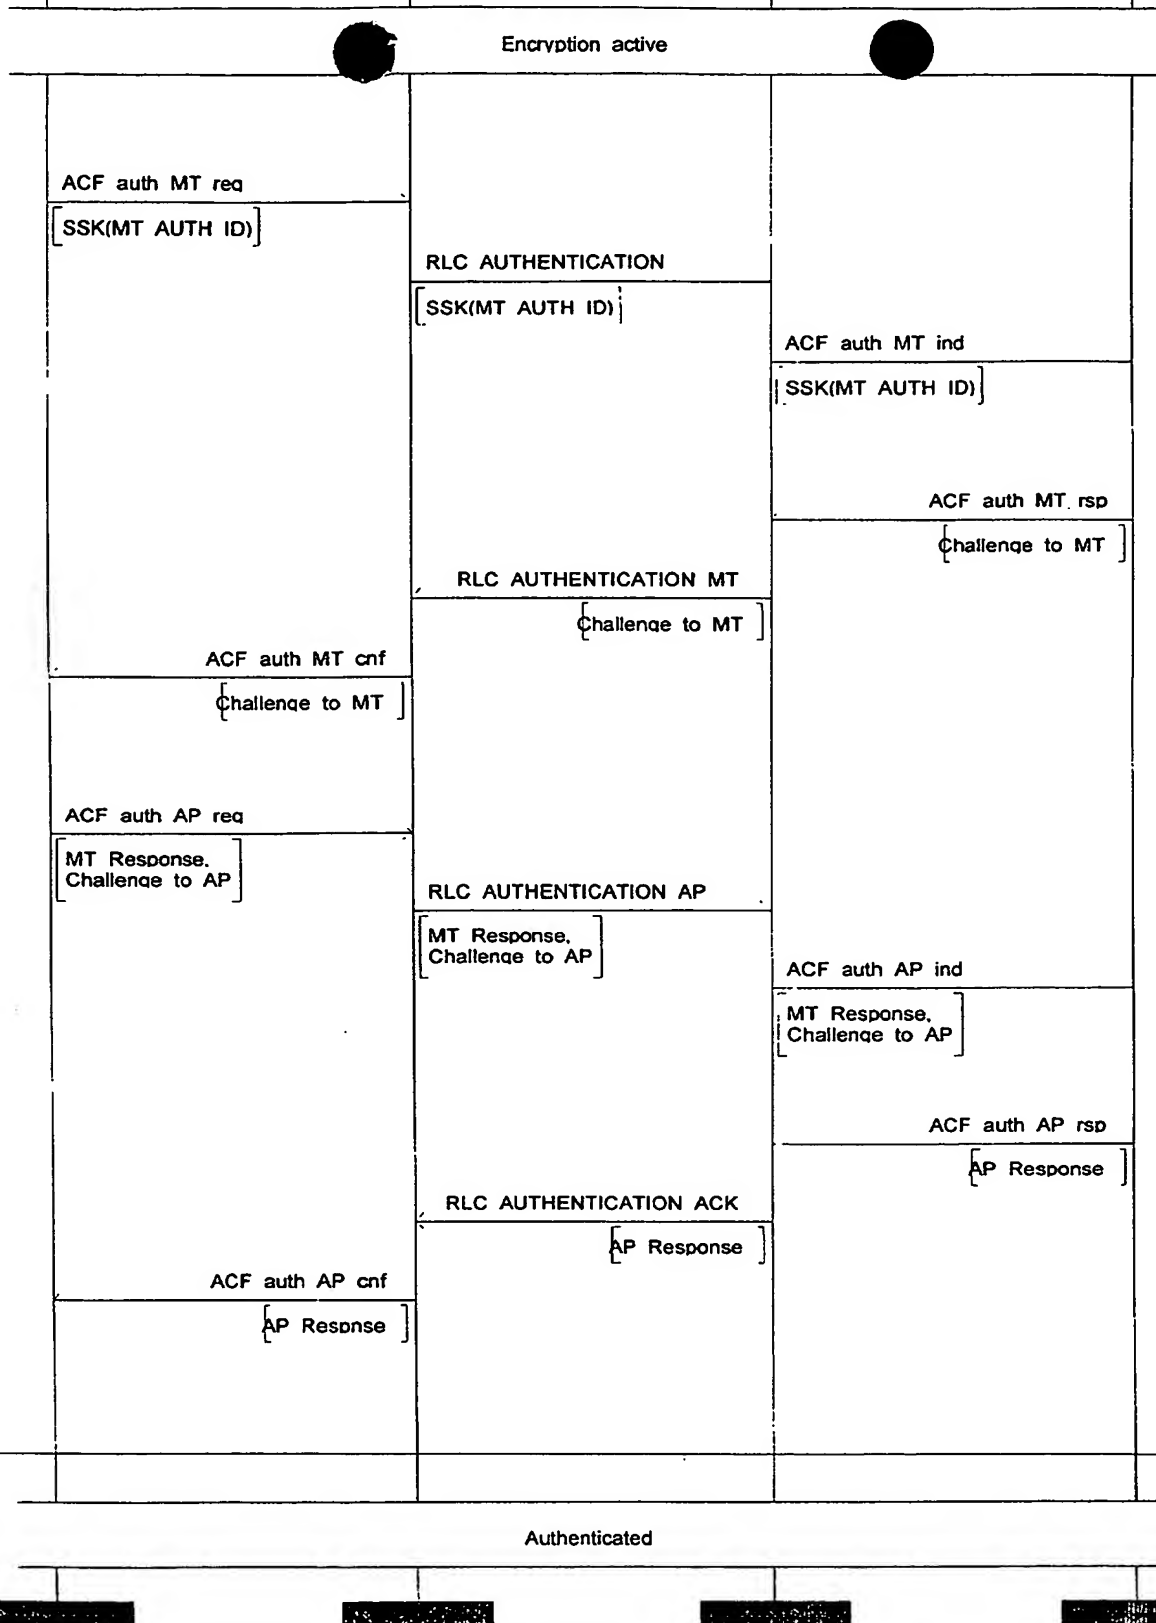 Encryption active
ACF auth MT req
[SSK(MT AUTH ID)]
RLC AUTHENTICATION
[SSK(MT AUTH ID)]
ACF auth MT ind
[SSK(MT AUTH ID)]
ACF auth MT rsp
[Challenge to MT]
RLC AUTHENTICATION MT
[Challenge to MT]
ACF auth MT cnf
[Challenge to MT]
ACF auth AP req
[MT Response,
Challenge to AP]
RLC AUTHENTICATION AP
[MT Response,
Challenge to AP]
ACF auth AP ind
[MT Response,
Challenge to AP]
ACF auth AP rsp
[AP Response]
RLC AUTHENTICATION ACK
[AP Response]
ACF auth AP cnf
[AP Respnse]
Authenticated